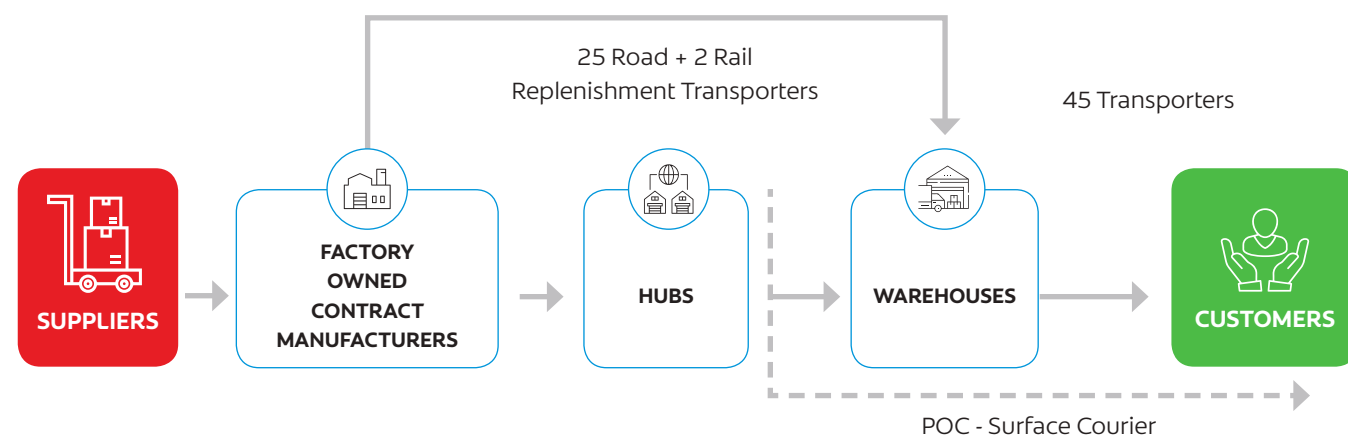 25 Road + 2 Rail
Replenishment Transporters
45 Transporters
SUPPLIERS
FACTORY
OWNED
CONTRACT
MANUFACTURERS
HUBS
WAREHOUSES
CUSTOMERS
POC - Surface Courier